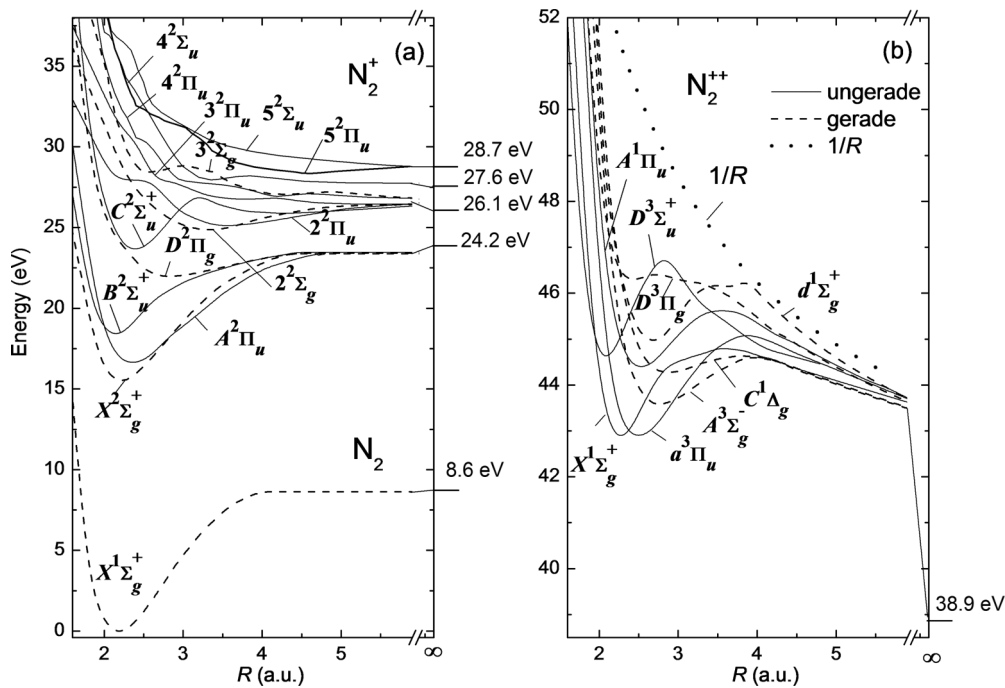 (a)
N₂⁺
4²Σᵤ
4²Πᵤ
3²Πᵤ
5²Σᵤ
5²Πᵤ
3²Σg
C²Σᵤ⁺
D²Πg
2²Πᵤ
2²Σg
B²Σᵤ⁺
A²Πᵤ
X²Σg⁺
N₂
X¹Σg⁺
28.7 eV
27.6 eV
26.1 eV
24.2 eV
8.6 eV
35
30
25
20
15
10
5
0
Energy (eV)
2 3 4 5 ∞
R (a.u.)
(b)
N₂⁺⁺
ungerade
gerade
1/R
A¹Πᵤ
1/R
D³Σᵤ⁺
D³Πg
d¹Σg⁺
C¹Δg
A³Σg⁻
a³Πᵤ
X¹Σg⁺
38.9 eV
52
50
48
46
44
42
40
2 3 4 5 ∞
R (a.u.)